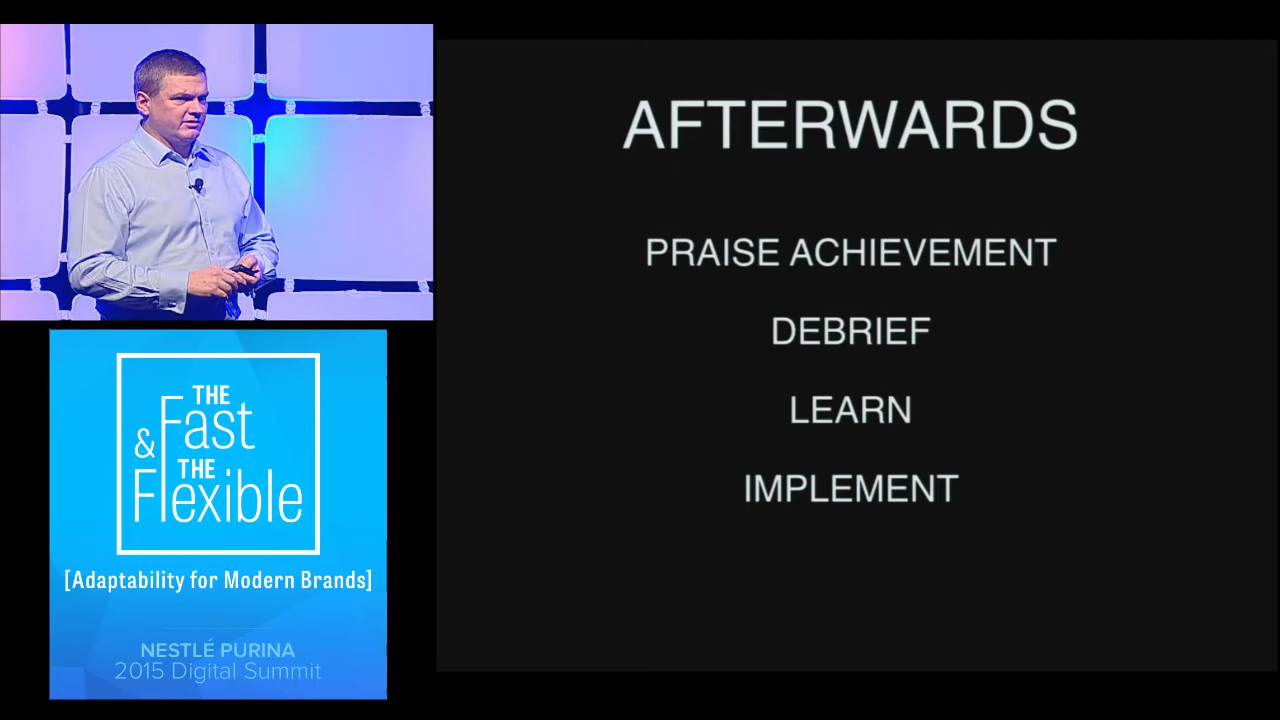 AFTERWARDS
PRAISE ACHIEVEMENT
DEBRIEF
LEARN
IMPLEMENT
THE
Fast
&
THE
Flexible
[Adaptability for Modern Brands]
NESTLÉ PURINA
2015 Digital Summit